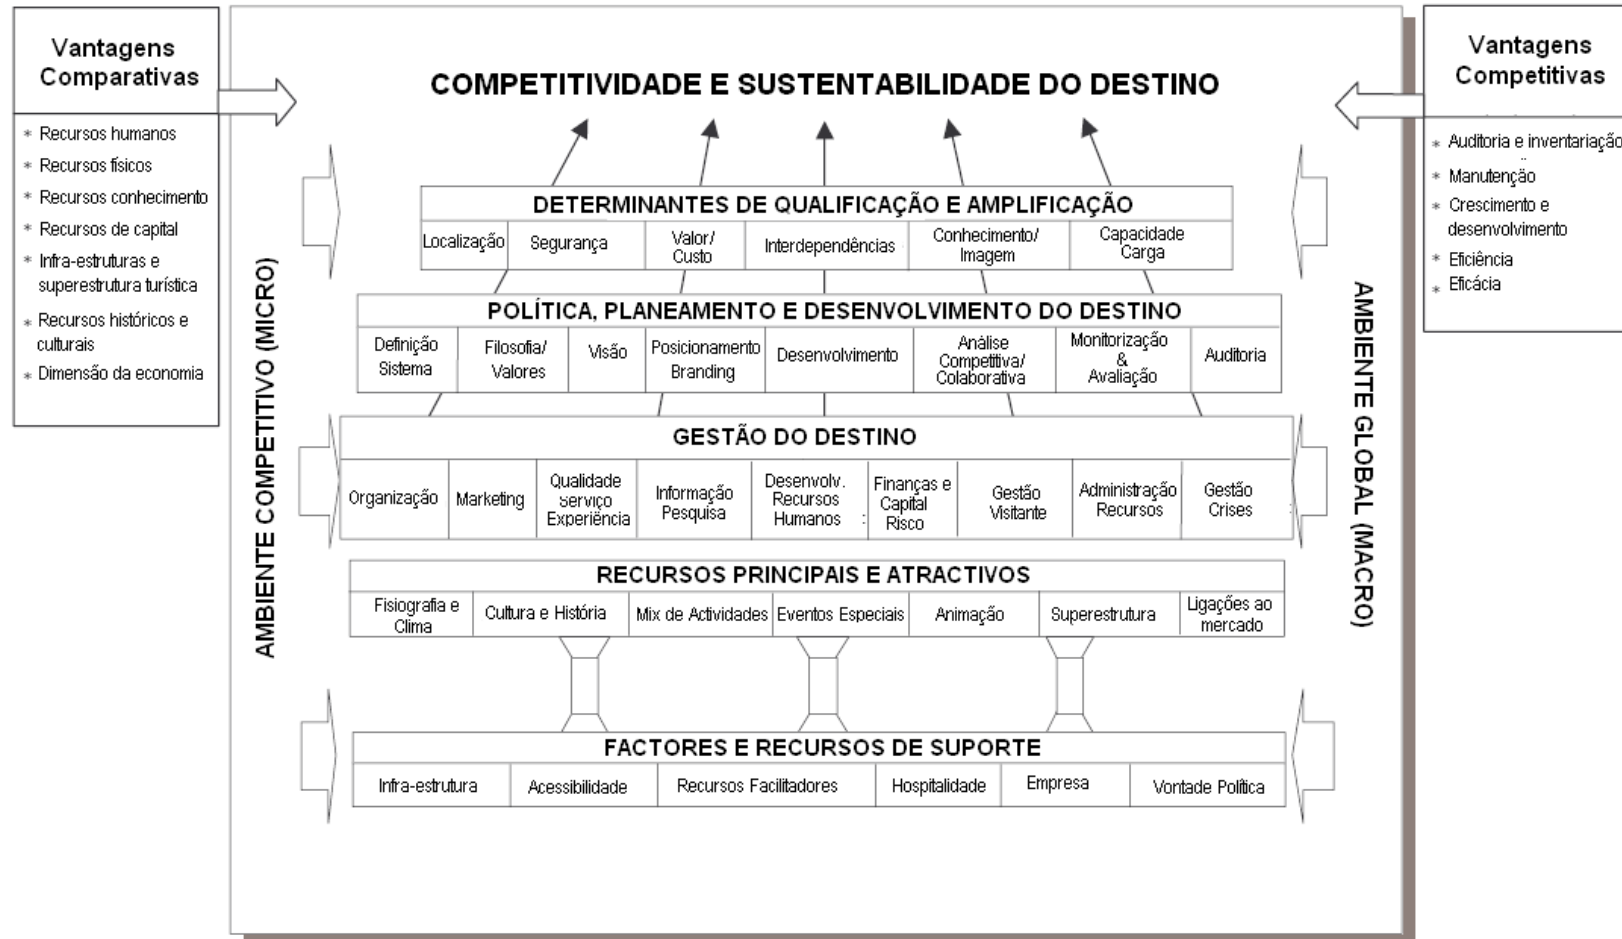 Vantagens
Comparativas
* Recursos humanos
* Recursos físicos
* Recursos conhecimento
* Recursos de capital
* Infra-estruturas e
superestrutura turística
* Recursos históricos e
culturais
* Dimensão da economia
COMPETITIVIDADE E SUSTENTABILIDADE DO DESTINO
AMBIENTE COMPETITIVO (MICRO)
DETERMINANTES DE QUALIFICAÇÃO E AMPLIFICAÇÃO
Localização
Segurança
Valor/
Custo
Interdependências
Conhecimento/
Imagem
Capacidade
Carga
POLÍTICA, PLANEAMENTO E DESENVOLVIMENTO DO DESTINO
Definição
Sistema
Filosofia/
Valores
Visão
Posicionamento
Branding
Desenvolvimento
Análise
Competitiva/
Colaborativa
Monitorização
&
Avaliação
Auditoria
GESTÃO DO DESTINO
Organização
Marketing
Qualidade
Serviço
Experiência
Informação
Pesquisa
Desenvolv.
Recursos
Humanos
Finanças e
Capital
Risco
Gestão
Visitante
Administração
Recursos
Gestão
Crises
RECURSOS PRINCIPAIS E ATRACTIVOS
Fisiografia e
Clima
Cultura e História
Mix de Actividades
Eventos Especiais
Animação
Superestrutura
Ligações ao
mercado
FACTORES E RECURSOS DE SUPORTE
Infra-estrutura
Acessibilidade
Recursos Facilitadores
Hospitalidade
Empresa
Vontade Política
AMBIENTE GLOBAL (MACRO)
Vantagens
Competitivas
* Auditoria e inventariação
* Manutenção
* Crescimento e
desenvolvimento
* Eficiência
* Eficácia